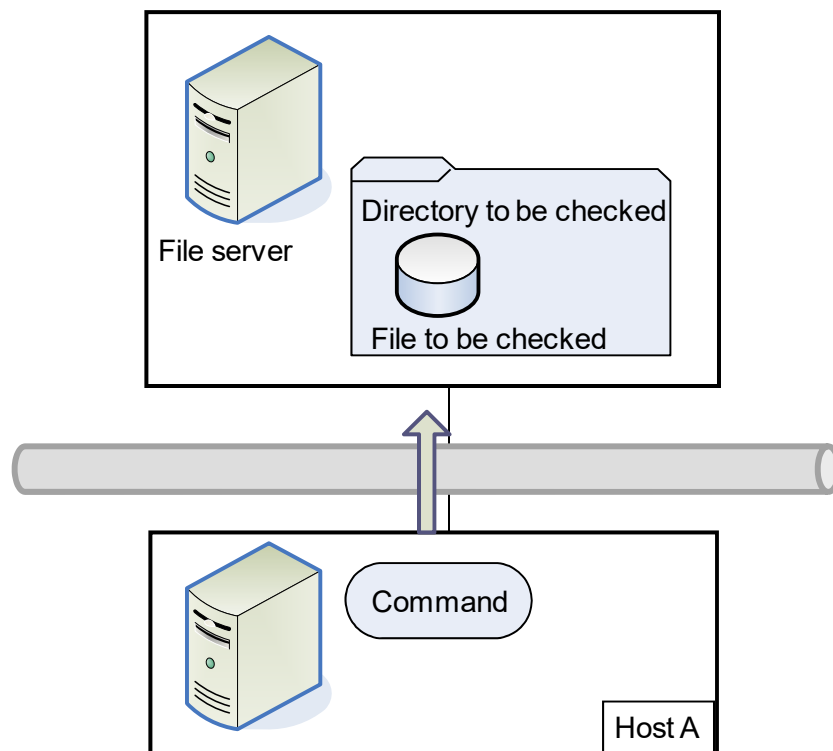 Directory to be checked
File server
File to be checked
Command
Host A